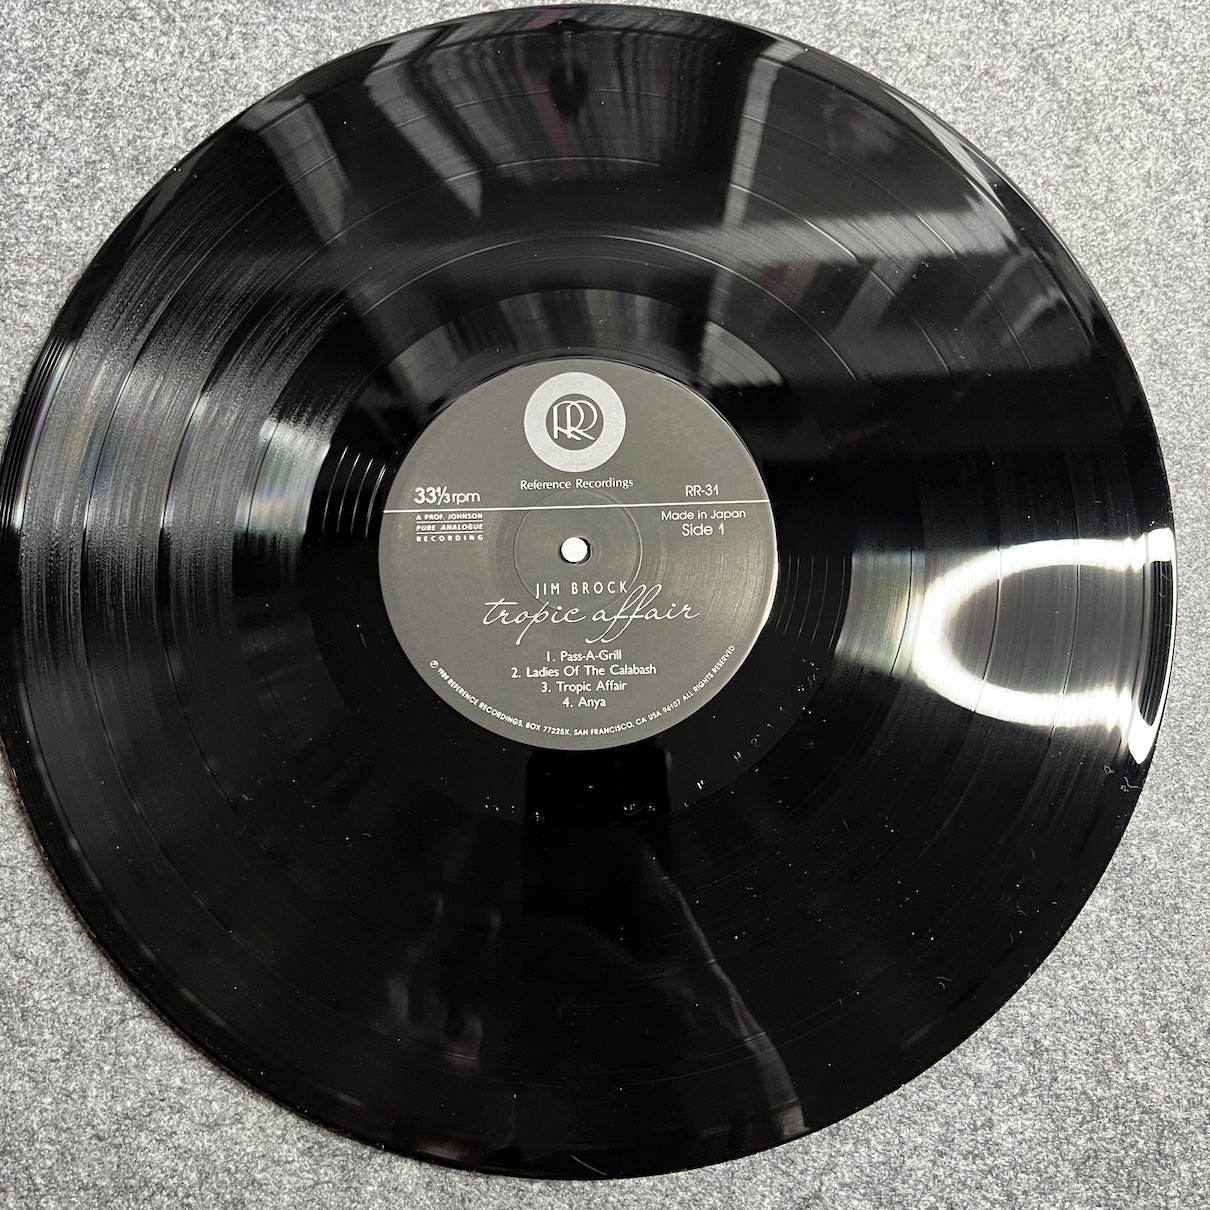 RR
Reference Recordings
33⅓ rpm
RR-31
A PROF. JOHNSON
PURE ANALOGUE
RECORDING
Made in Japan
Side 1
JIM BROCK
tropic affair
1. Pass-A-Grill
2. Ladies Of The Calabash
3. Tropic Affair
4. Anya
℗ 1989 REFERENCE RECORDINGS, BOX 77225X, SAN FRANCISCO, CA USA 94107 ALL RIGHTS RESERVED